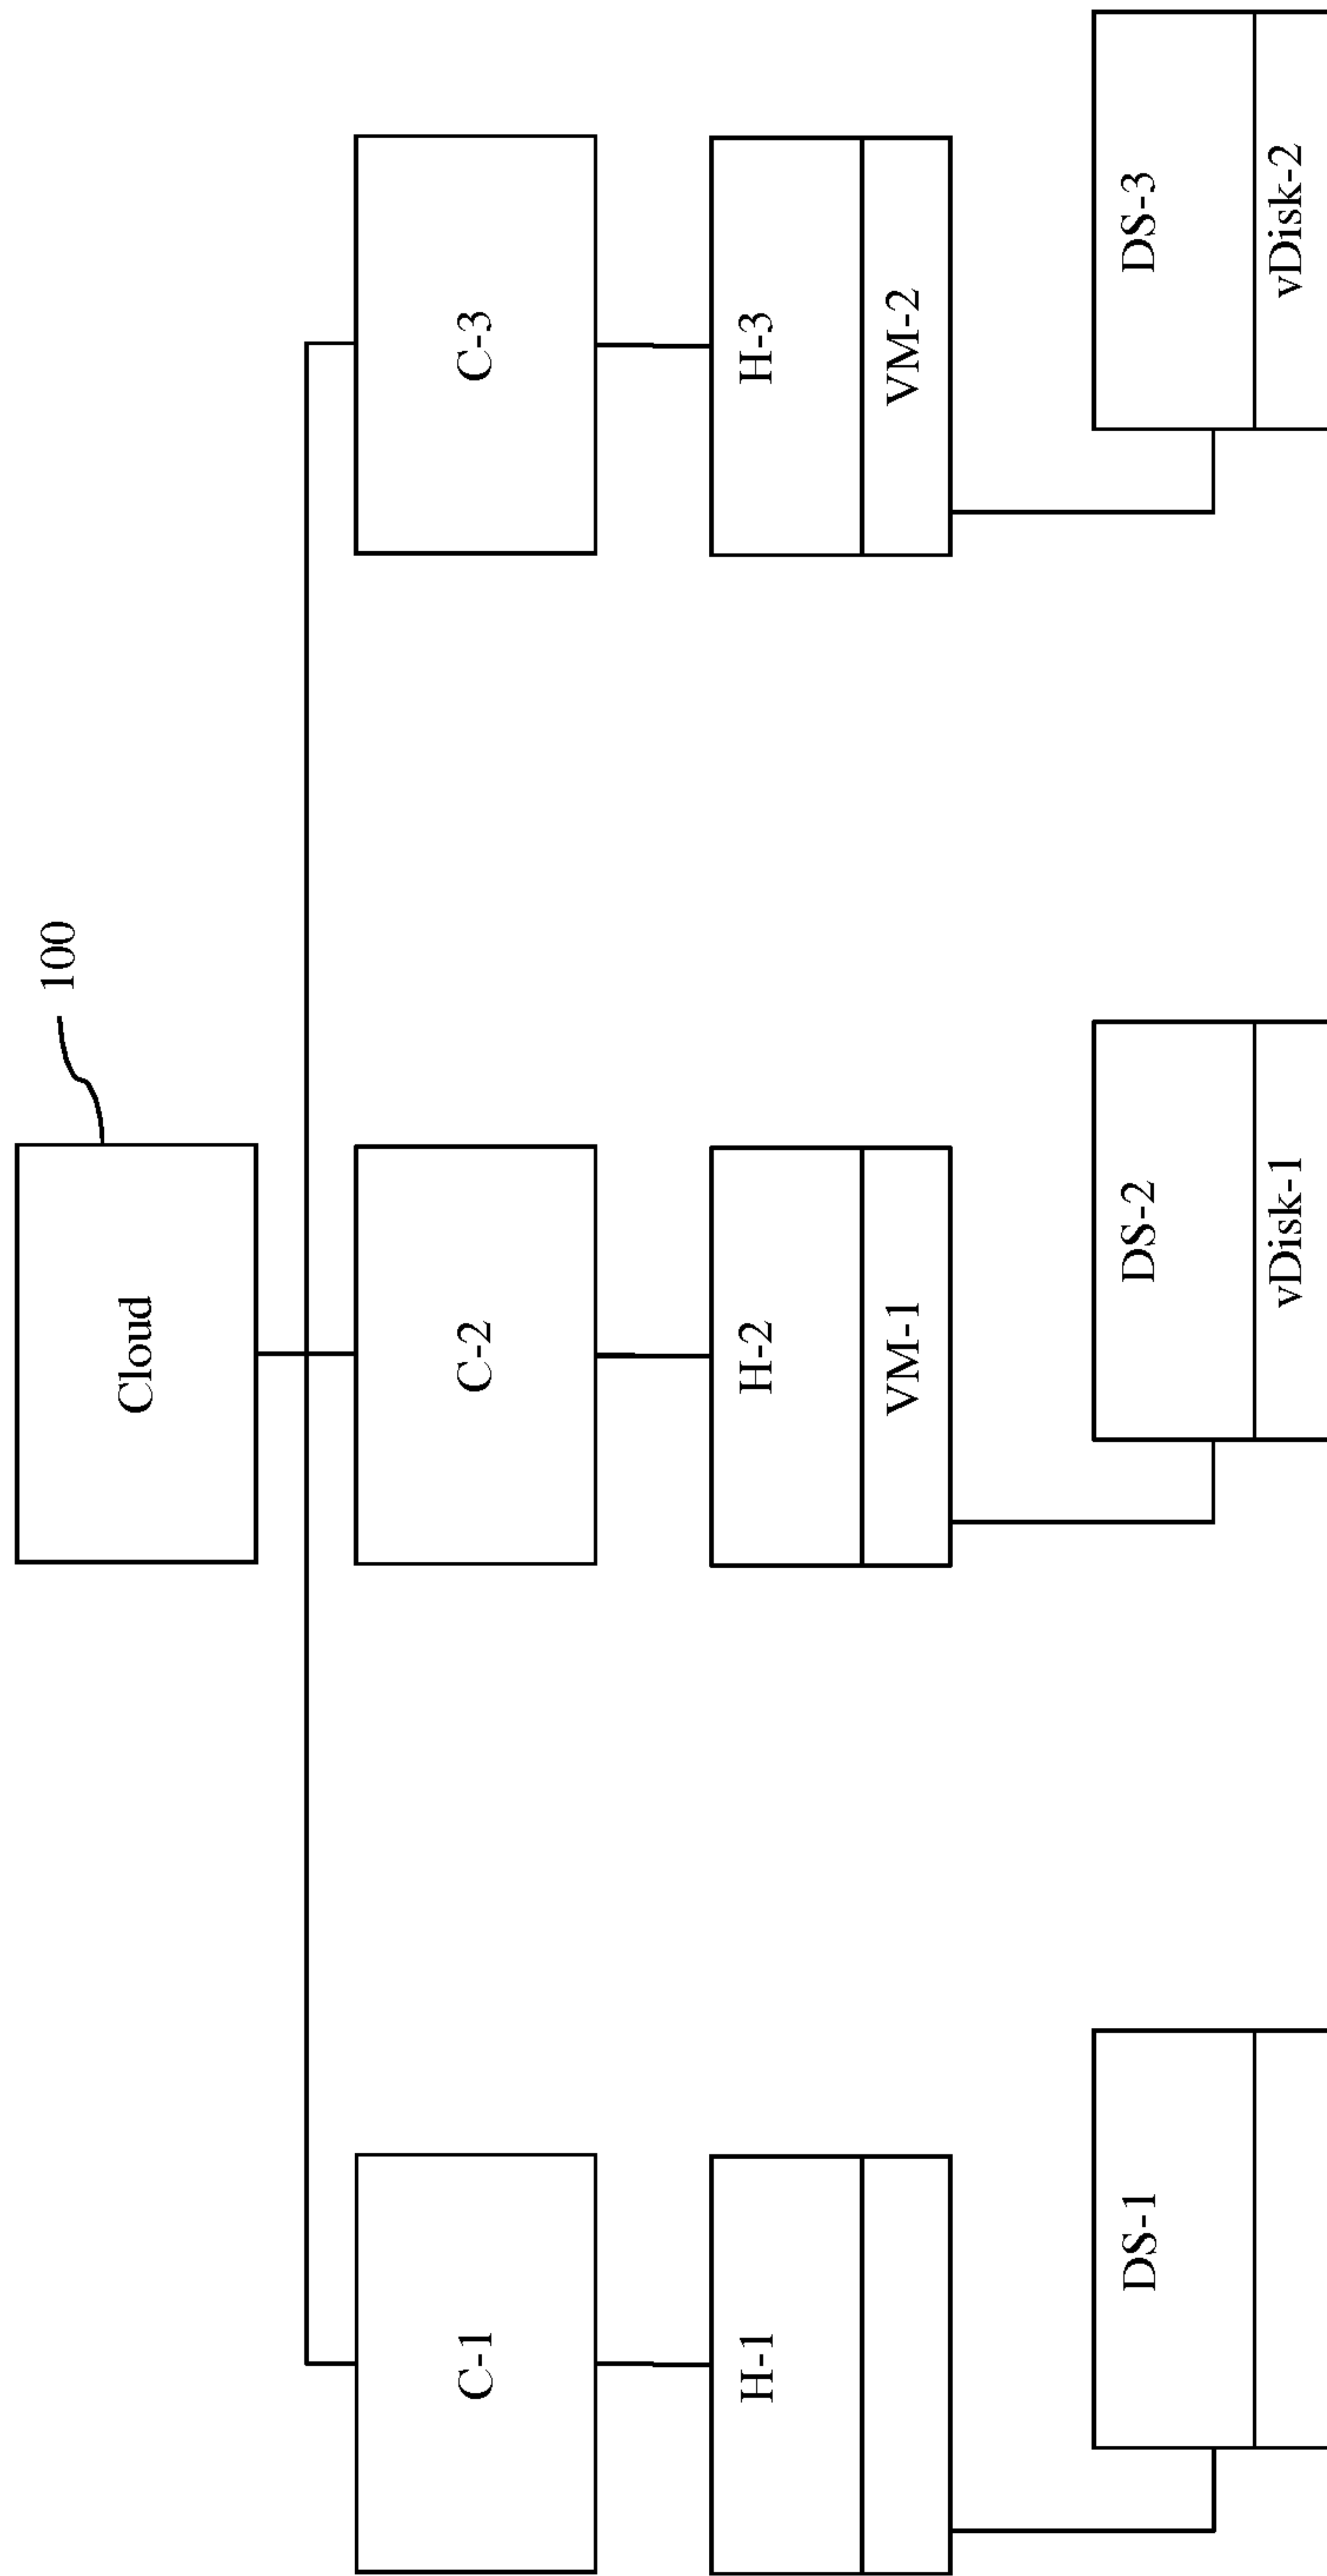 100
Cloud
C-1
C-2
C-3
H-1
H-2
VM-1
H-3
VM-2
DS-1
DS-2
vDisk-1
DS-3
vDisk-2